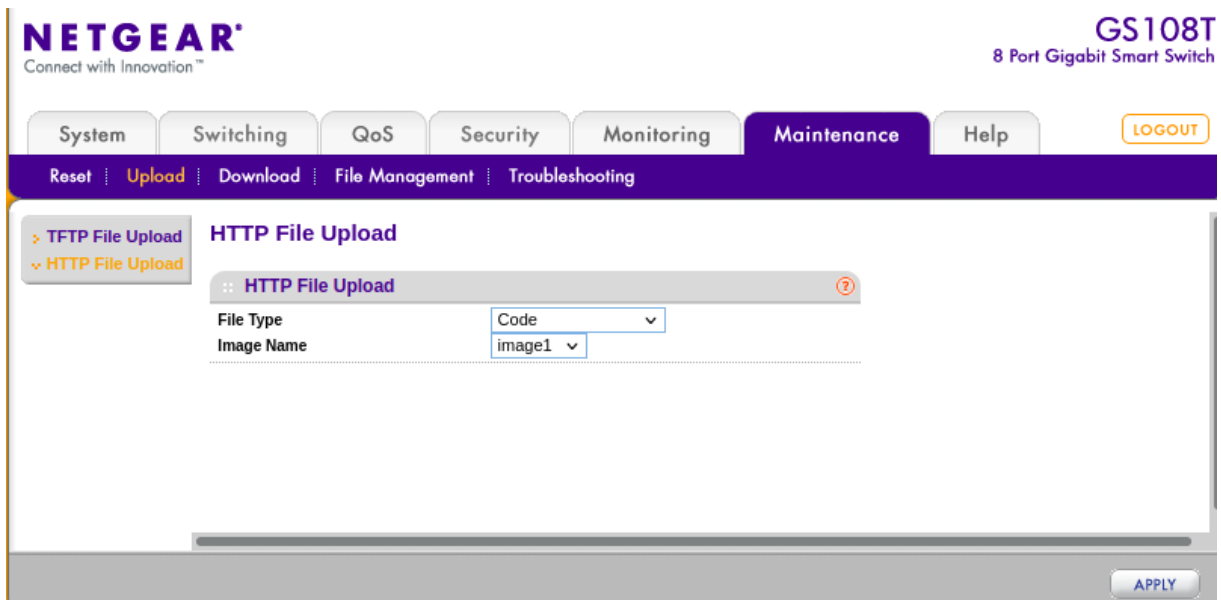 NETGEAR®
Connect with Innovation™
GS108T
8 Port Gigabit Smart Switch
System Switching QoS Security Monitoring Maintenance Help LOGOUT
Reset Upload Download File Management Troubleshooting
TFTP File Upload
HTTP File Upload
HTTP File Upload
HTTP File Upload ?
File Type Code
Image Name image1
APPLY